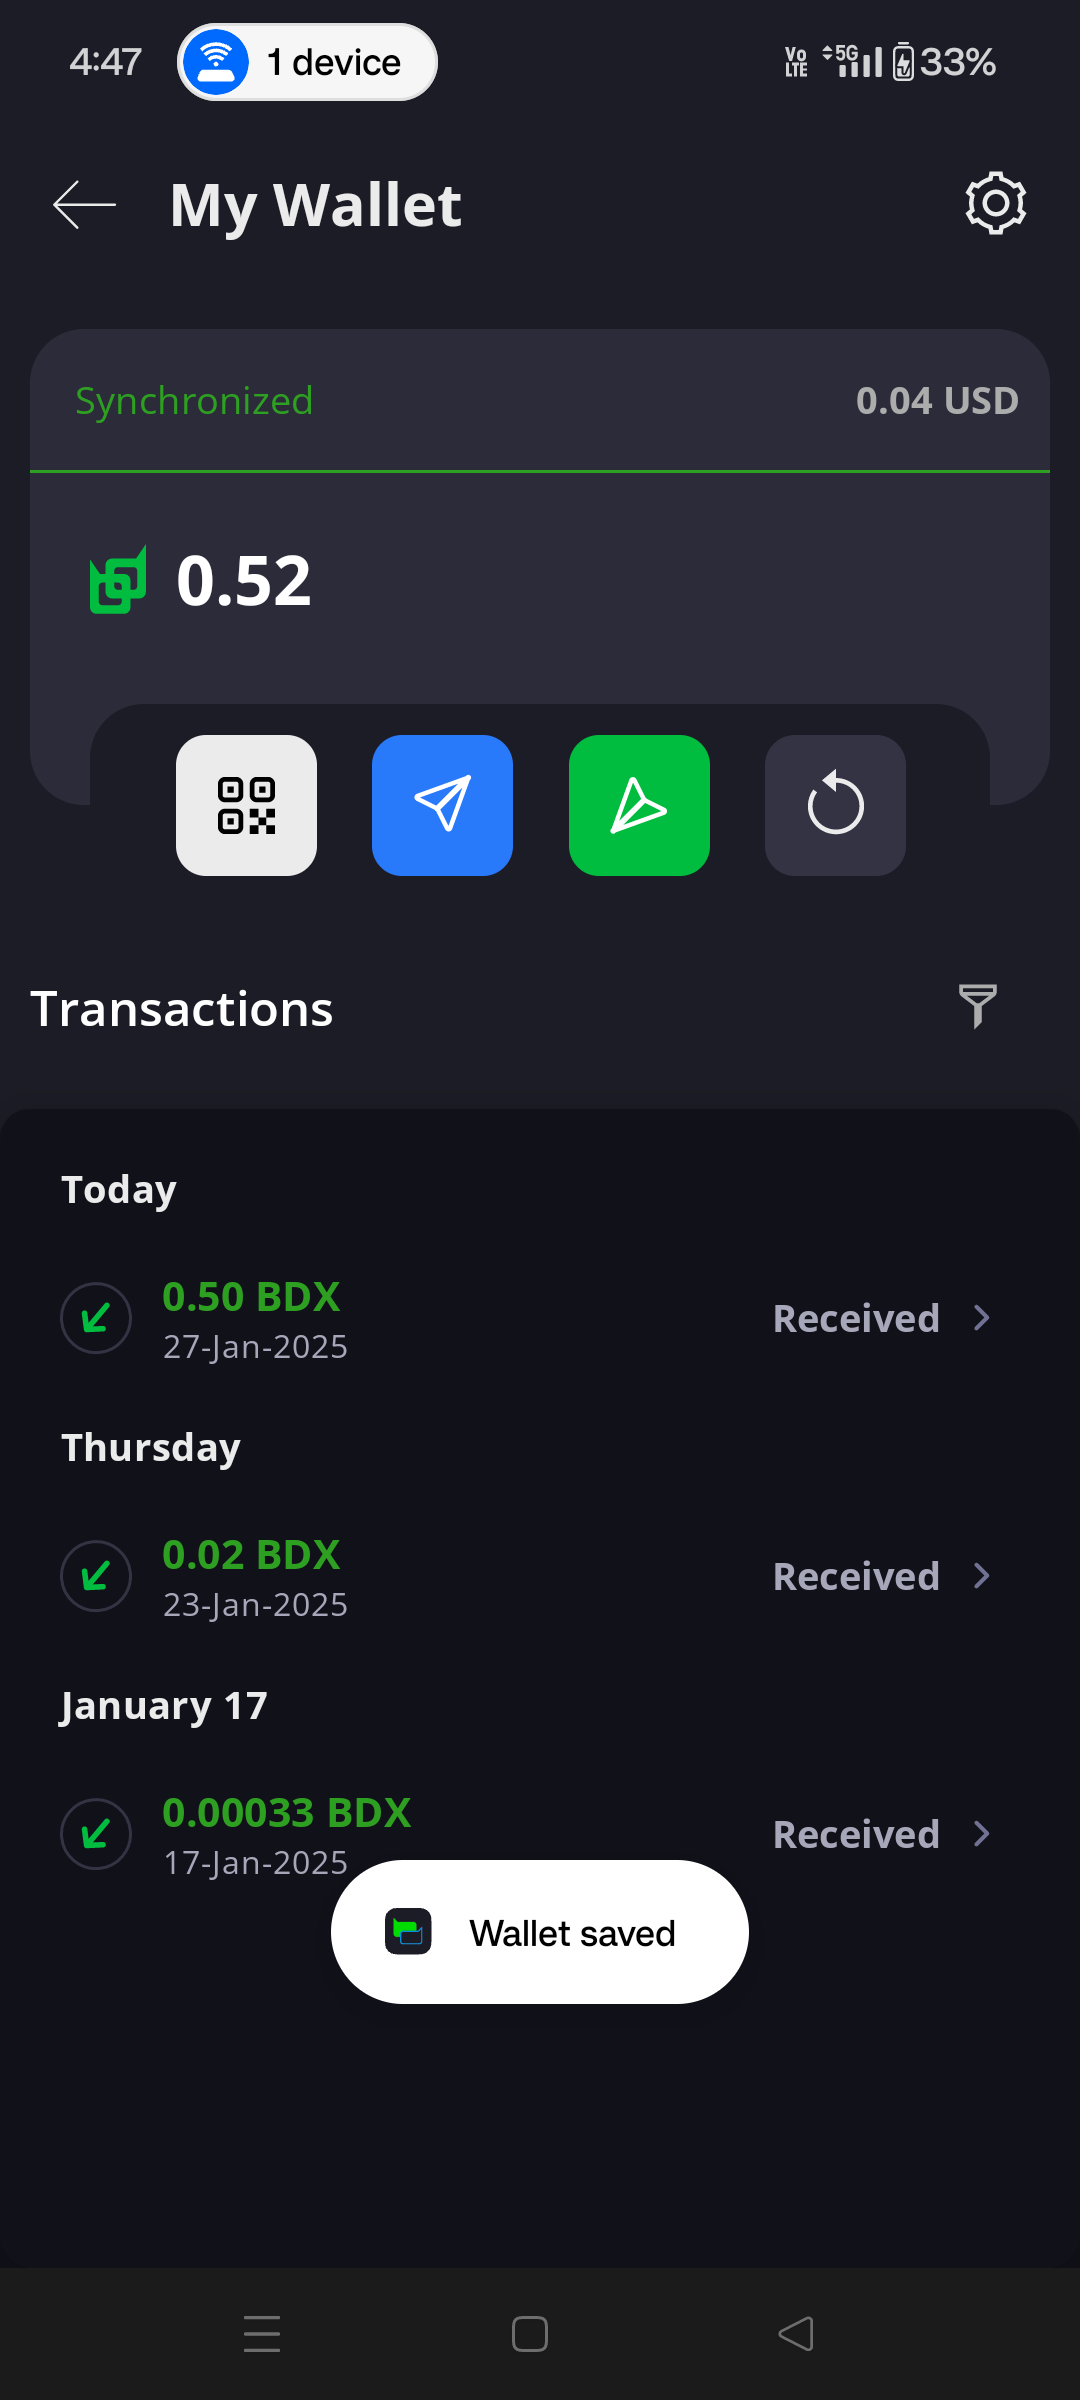 4:47
1 device
Vo LTE 5G 33%
My Wallet
Synchronized
0.04 USD
0.52
Transactions
Today
0.50 BDX
27-Jan-2025
Received
Thursday
0.02 BDX
23-Jan-2025
Received
January 17
0.00033 BDX
17-Jan-2025
Received
Wallet saved